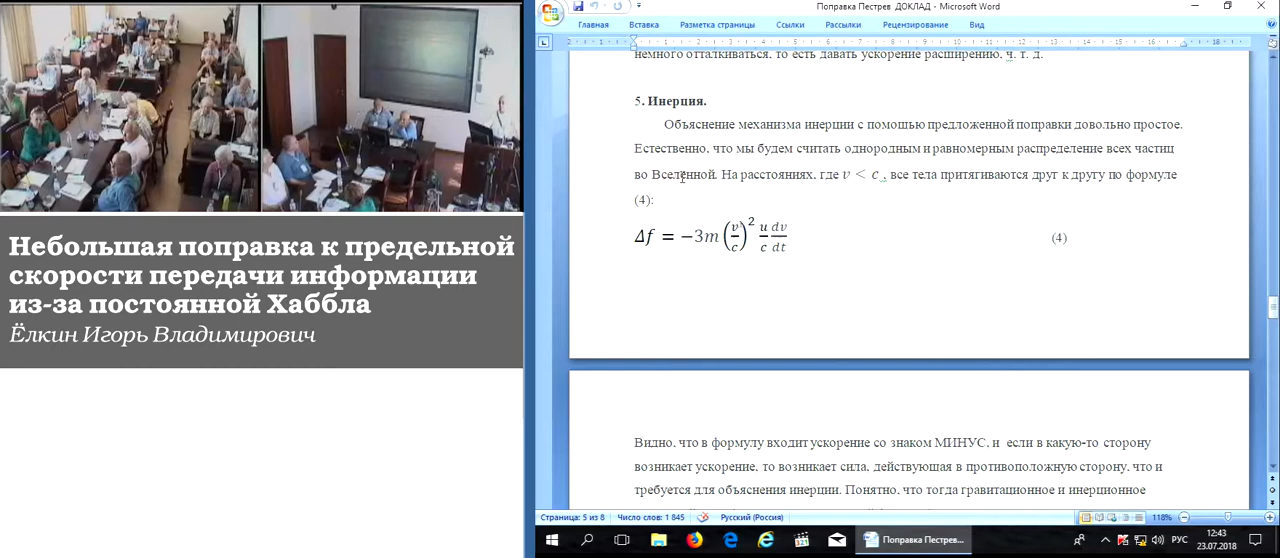 Поправка Пестрев ДОКЛАД - Microsoft Word
Главная Вставка Разметка страницы Ссылки Рассылки Рецензирование Вид
немного отталкиваться, то есть давать ускорение расширению, ч. т. д.
5. Инерция.
Объяснение механизма инерции с помощью предложенной поправки довольно простое.
Естественно, что мы будем считать однородным и равномерным распределение всех частиц
во Вселенной. На расстояниях, где v < c , все тела притягиваются друг к другу по формуле
(4):
Δf = −3m (v/c)² u/c dv/dt (4)
Видно, что в формулу входит ускорение со знаком МИНУС, и если в какую-то сторону
возникает ускорение, то возникает сила, действующая в противоположную сторону, что и
требуется для объяснения инерции. Понятно, что тогда гравитационное и инерционное
Страница: 5 из 8 Число слов: 1 845 Русский (Россия) 118%
Поправка Пестрев... РУС 12:43
23.07.2018
Небольшая поправка к предельной
скорости передачи информации
из-за постоянной Хаббла
Ёлкин Игорь Владимирович